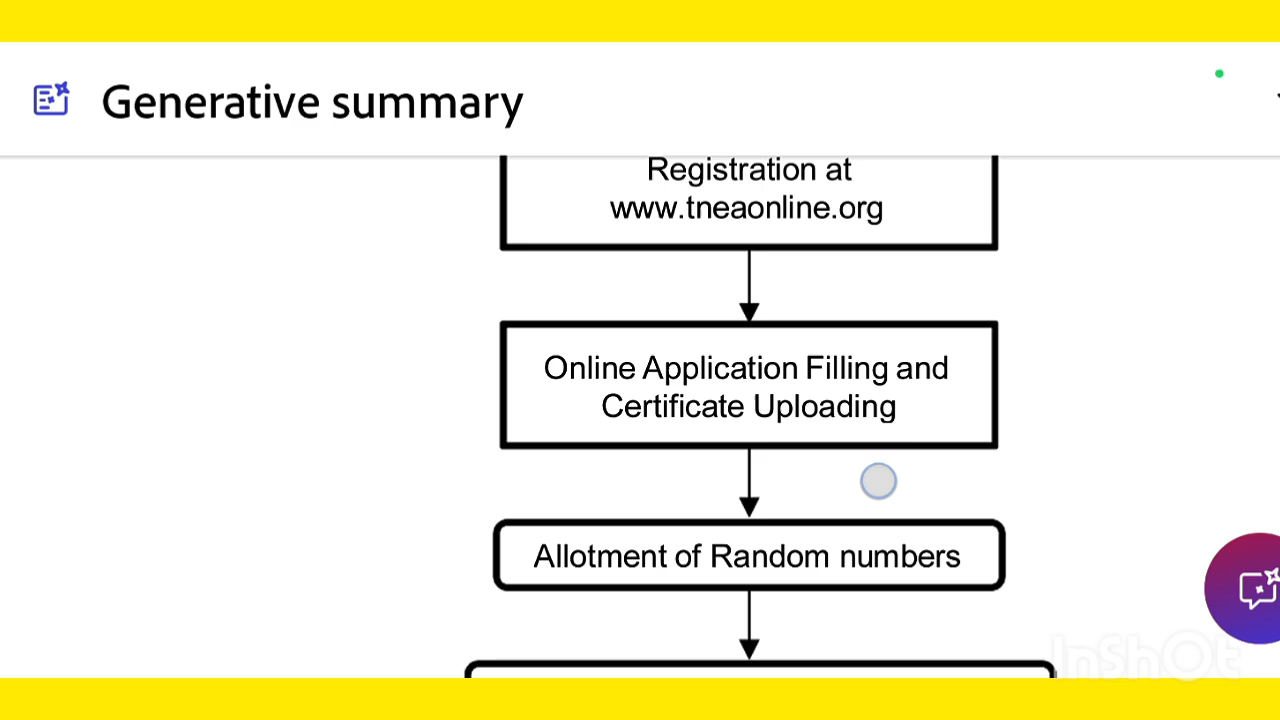 Generative summary
Registration at
www.tneaonline.org
Online Application Filling and
Certificate Uploading
Allotment of Random numbers
InShOt